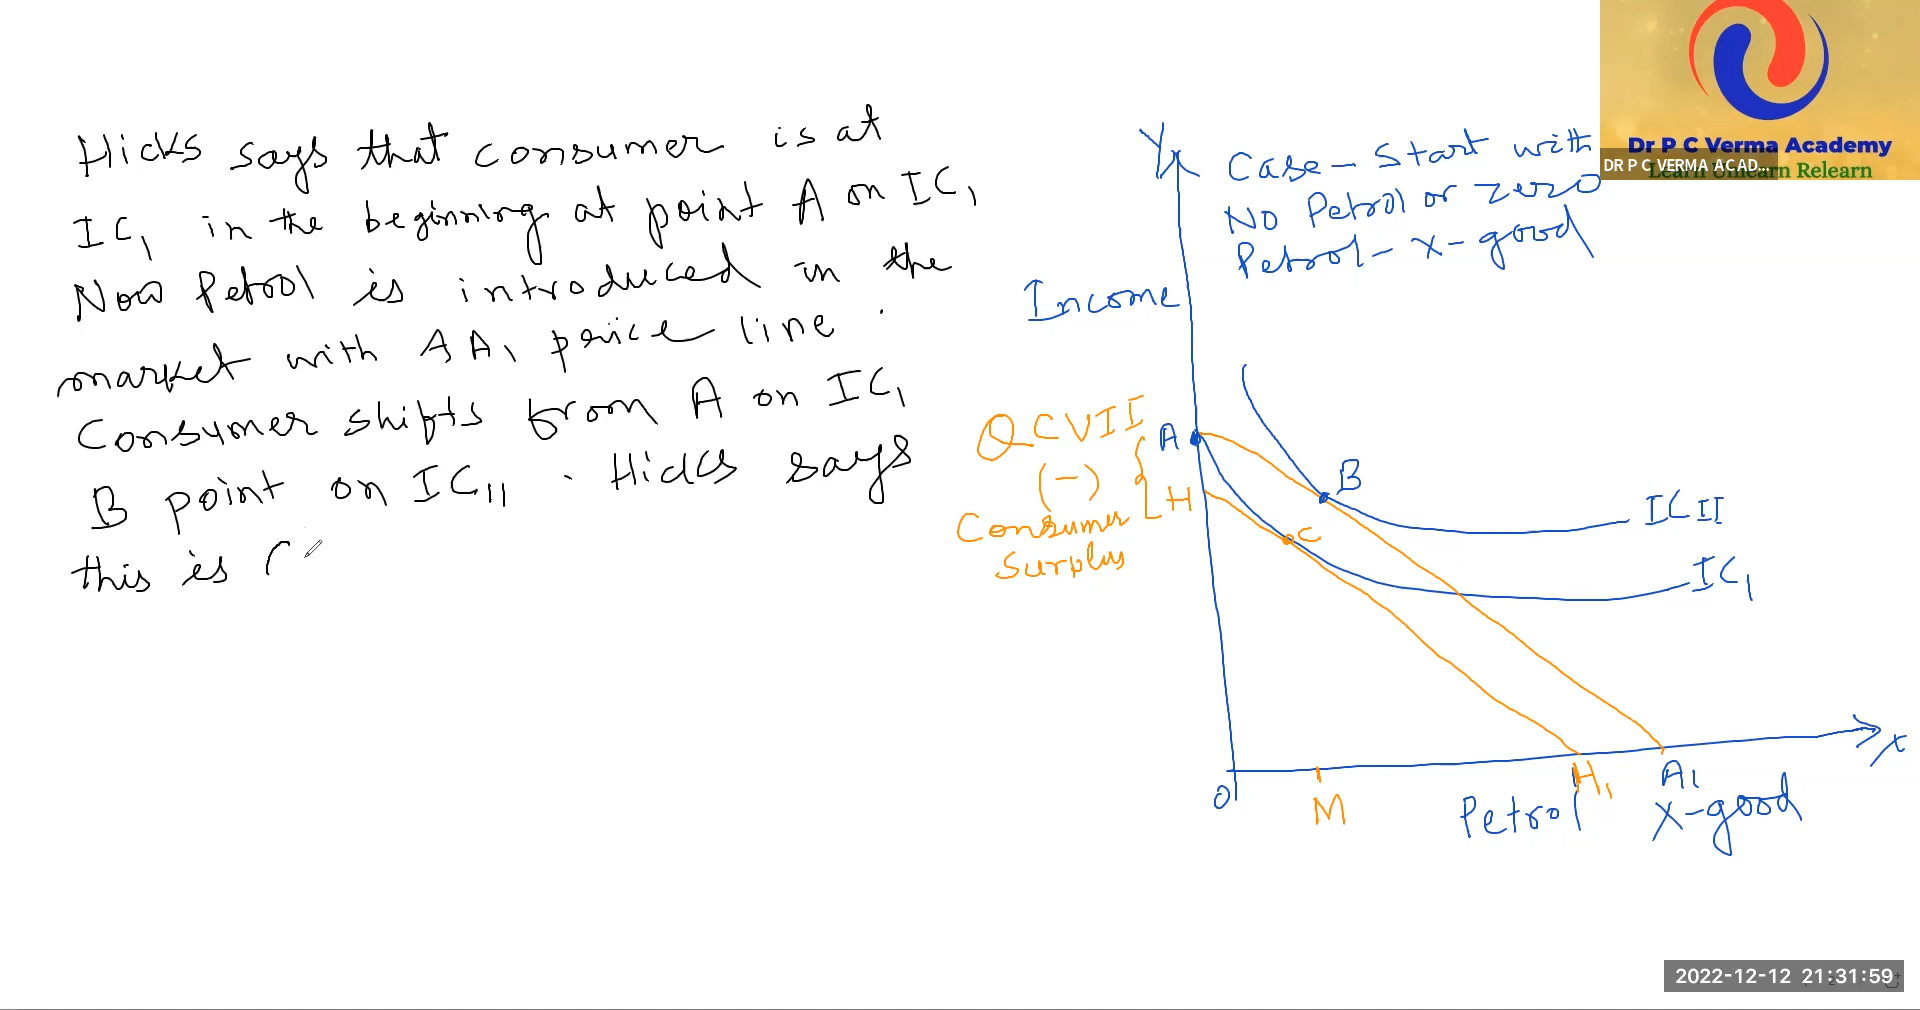 Hicks says that consumer is at
IC1 in the beginning at point A on IC1
Now Petrol is introduced in the
market with AA1 price line.
Consumer shifts from A on IC1
B point on IC11. Hicks says
this is (
Y
Case - Start with
No Petrol or zero
Petrol - X-good
Income
QCVII
(-)
Consumer
Surplus
A
H
B
C
ICII
IC1
O
M
H1
A1
X
Petrol
X-good
Dr P C Verma Academy
DR P C VERMA ACAD...
Learn Unlearn Relearn
2022-12-12 21:31:59